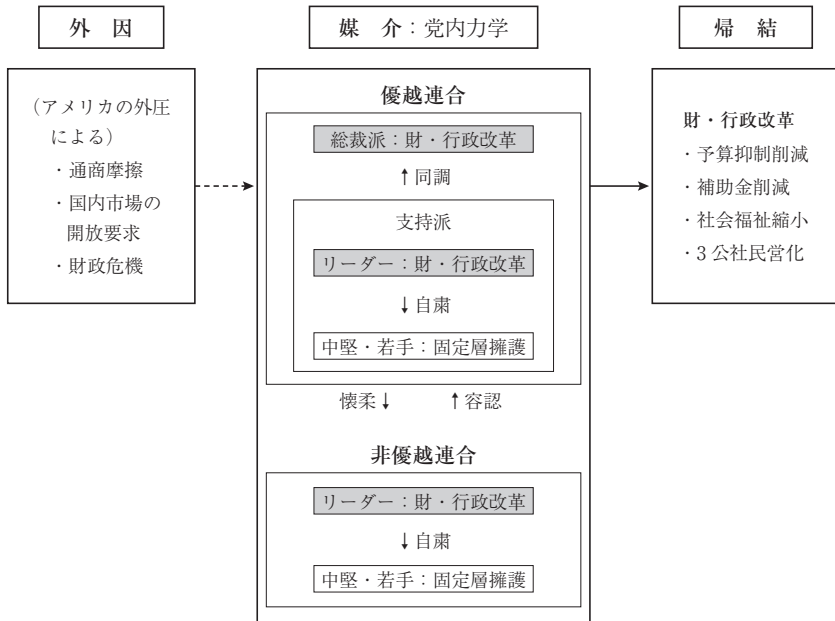 外因
媒介：党内力学
帰結
（アメリカの外圧
による）
・通商摩擦
・国内市場の
開放要求
・財政危機
優越連合
総裁派：財・行政改革
↑同調
支持派
リーダー：財・行政改革
↓自粛
中堅・若手：固定層擁護
懐柔↓ ↑容認
非優越連合
リーダー：財・行政改革
↓自粛
中堅・若手：固定層擁護
財・行政改革
・予算抑制削減
・補助金削減
・社会福祉縮小
・3公社民営化